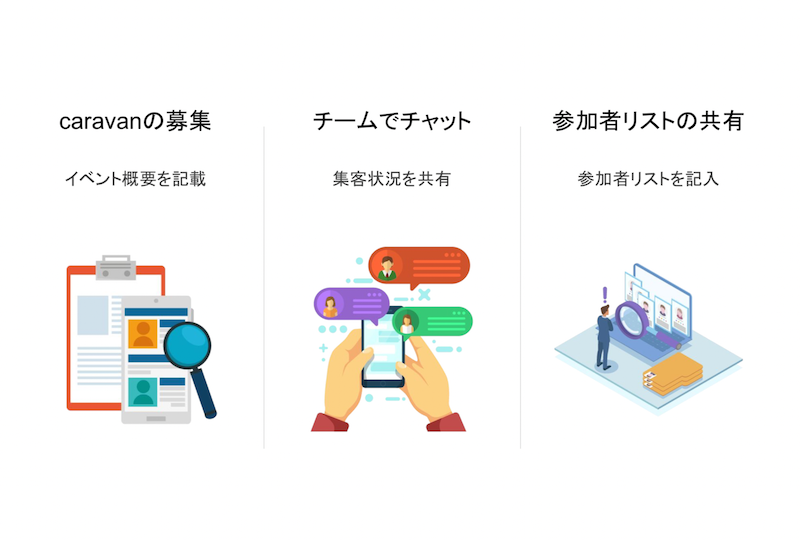 caravanの募集
イベント概要を記載
チームでチャット
集客状況を共有
参加者リストの共有
参加者リストを記入